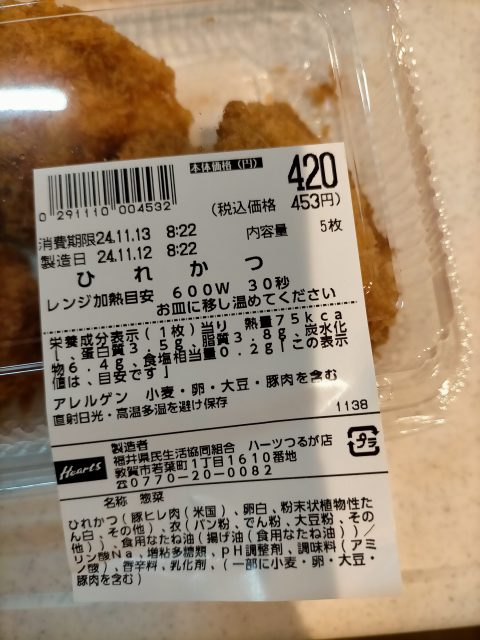 本体価格(円) 420
0 291110 004532
(税込価格 453円)
消費期限24.11.13 8:22
内容量 5枚
製造日 24.11.12 8:22
ひれかつ
レンジ加熱目安 600W 30秒
お皿に移し温めてください
栄養成分表示(1枚)当り 熱量75kca
l、蛋白質3.5g、脂質3.8g、炭水化
物6.4g、食塩相当量0.2g[この表示
値は、目安です]
アレルゲン 小麦・卵・大豆・豚肉を含む
直射日光・高温多湿を避け保存
1138
Hearts
製造者
福井県民生活協同組合 ハーツつるが店
敦賀市若葉町1丁目1610番地
☎0770-20-0082
プラ
名称 惣菜
ひれかつ(豚ヒレ肉(米国)、卵白、粉末状植物性た
ん白、その他)、衣(パン粉、でん粉、大豆粉、その
他)、食用なたね油(揚げ油(食用なたね油))/
リン酸Na、増粘多糖類、pH調整剤、調味料(アミ
ノ酸)、香辛料、乳化剤、(一部に小麦・卵・大豆・
豚肉を含む)